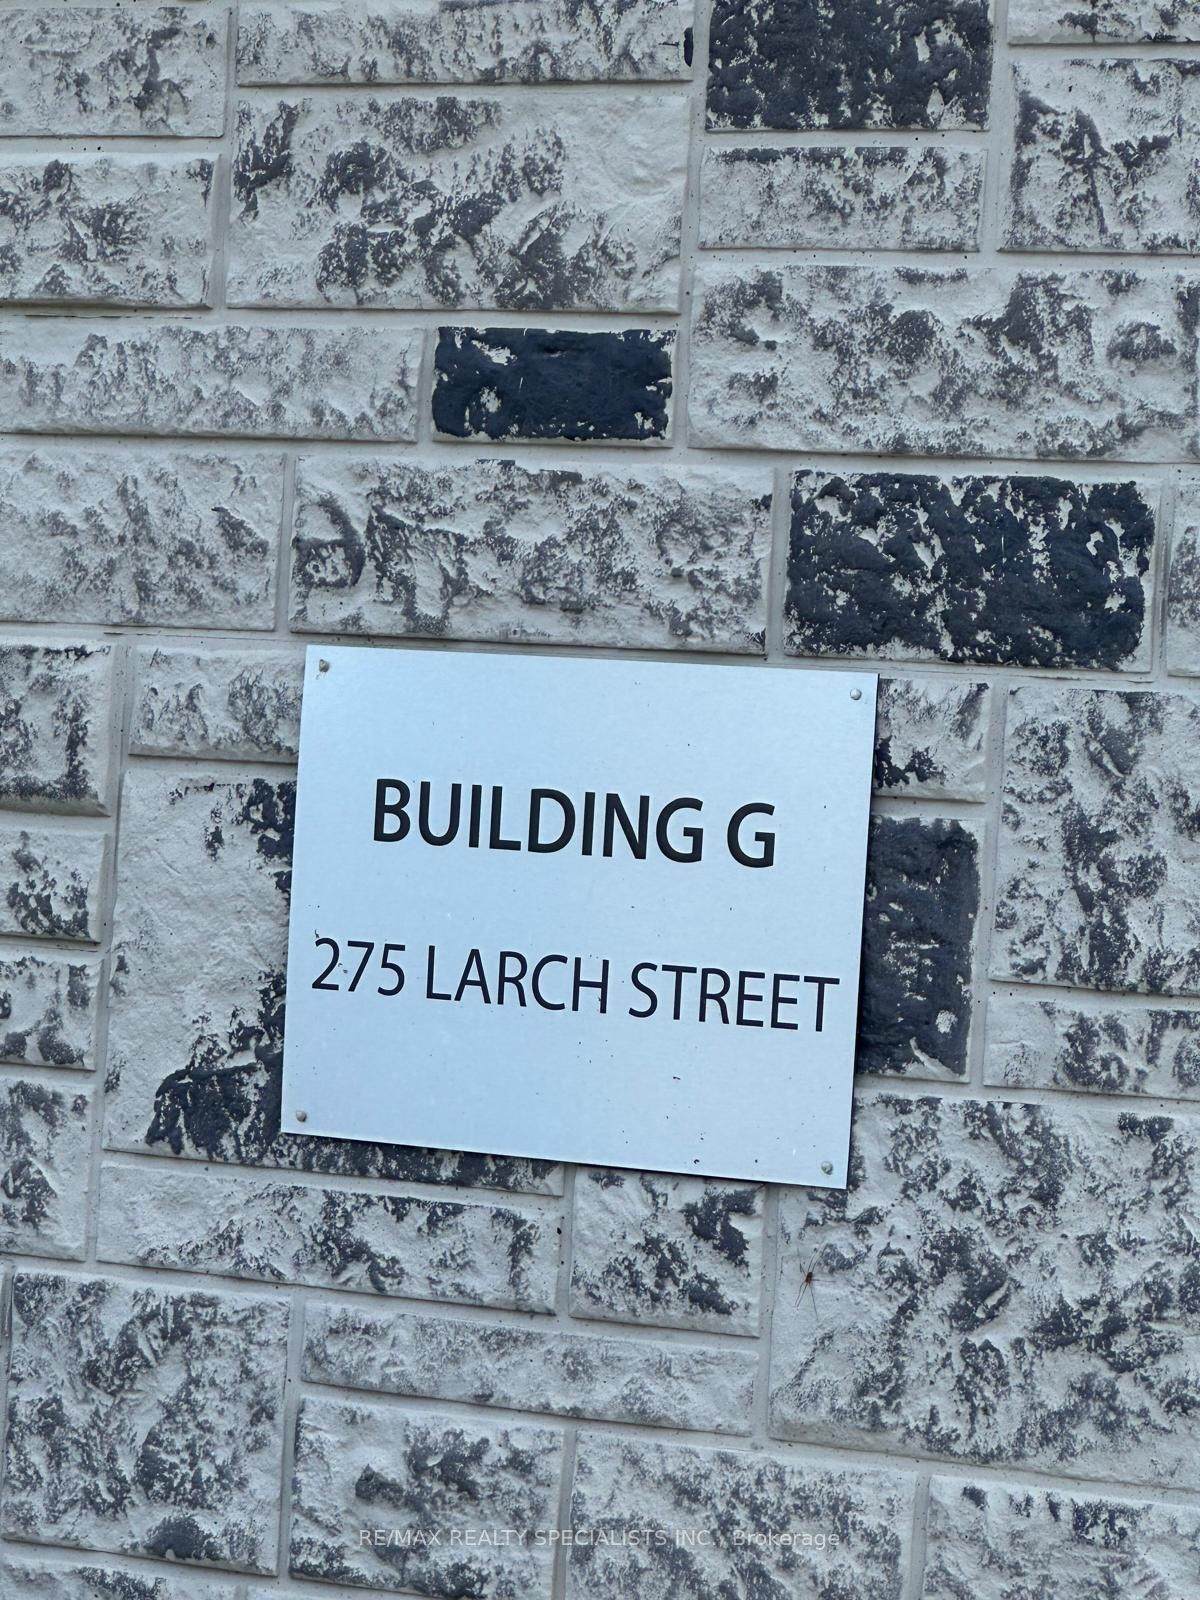 BUILDING G
275 LARCH STREET
RE/MAX REALTY SPECIALISTS INC., Brokerage